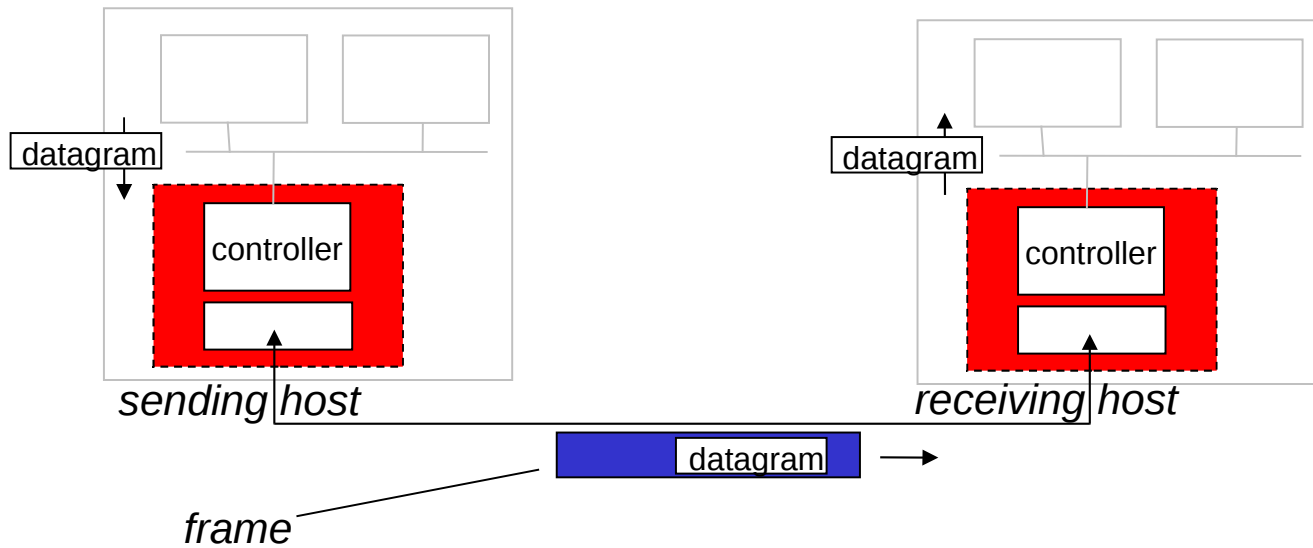 datagram
datagram
controller
controller
sending host
receiving host
datagram
frame